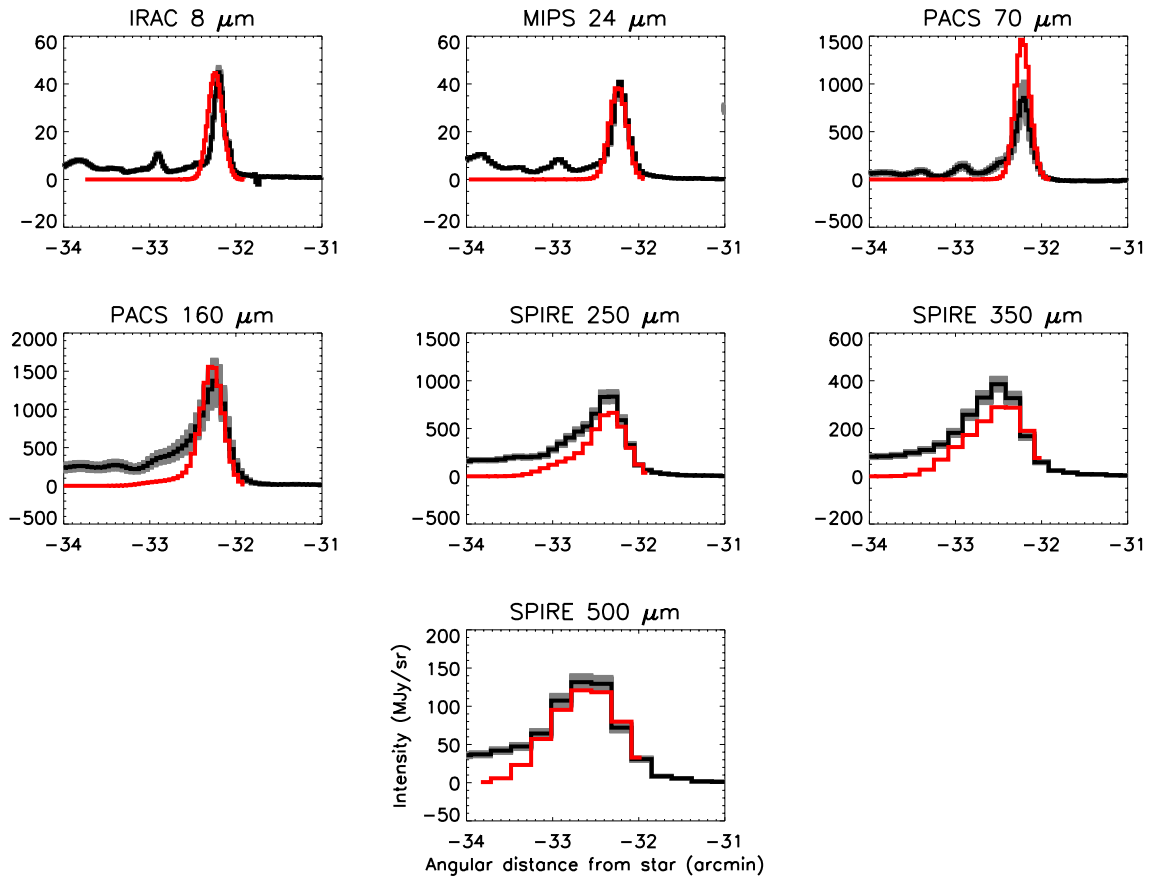 IRAC 8 μm
60
40
20
0
−20
−34 −33 −32 −31
MIPS 24 μm
60
40
20
0
−20
−34 −33 −32 −31
PACS 70 μm
1500
1000
500
0
−500
−34 −33 −32 −31
PACS 160 μm
2000
1500
1000
500
0
−500
−34 −33 −32 −31
SPIRE 250 μm
1500
1000
500
0
−500
−34 −33 −32 −31
SPIRE 350 μm
600
400
200
0
−200
−34 −33 −32 −31
SPIRE 500 μm
Intensity (MJy/sr)
200
150
100
50
0
−50
−34 −33 −32 −31
Angular distance from star (arcmin)